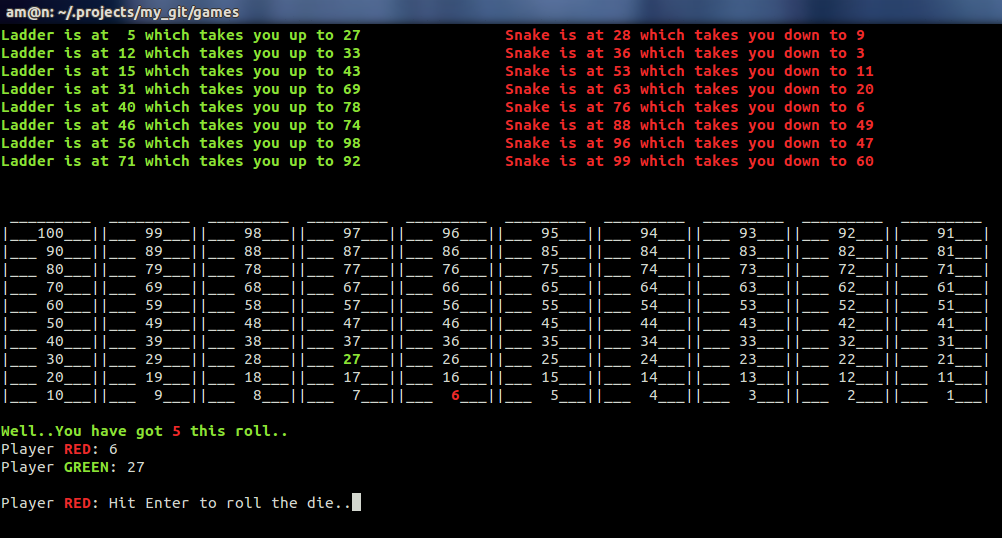 am@n: ~/.projects/my_git/games
Ladder is at  5 which takes you up to 27                Snake is at 28 which takes you down to 9
Ladder is at 12 which takes you up to 33                Snake is at 36 which takes you down to 3
Ladder is at 15 which takes you up to 43                Snake is at 53 which takes you down to 11
Ladder is at 31 which takes you up to 69                Snake is at 63 which takes you down to 20
Ladder is at 40 which takes you up to 78                Snake is at 76 which takes you down to 6
Ladder is at 46 which takes you up to 74                Snake is at 88 which takes you down to 49
Ladder is at 56 which takes you up to 98                Snake is at 96 which takes you down to 47
Ladder is at 71 which takes you up to 92                Snake is at 99 which takes you down to 60
 _________  _________  _________  _________  _________  _________  _________  _________  _________  _________
|___100___||___ 99___||___ 98___||___ 97___||___ 96___||___ 95___||___ 94___||___ 93___||___ 92___||___ 91___|
|___ 90___||___ 89___||___ 88___||___ 87___||___ 86___||___ 85___||___ 84___||___ 83___||___ 82___||___ 81___|
|___ 80___||___ 79___||___ 78___||___ 77___||___ 76___||___ 75___||___ 74___||___ 73___||___ 72___||___ 71___|
|___ 70___||___ 69___||___ 68___||___ 67___||___ 66___||___ 65___||___ 64___||___ 63___||___ 62___||___ 61___|
|___ 60___||___ 59___||___ 58___||___ 57___||___ 56___||___ 55___||___ 54___||___ 53___||___ 52___||___ 51___|
|___ 50___||___ 49___||___ 48___||___ 47___||___ 46___||___ 45___||___ 44___||___ 43___||___ 42___||___ 41___|
|___ 40___||___ 39___||___ 38___||___ 37___||___ 36___||___ 35___||___ 34___||___ 33___||___ 32___||___ 31___|
|___ 30___||___ 29___||___ 28___||___ 27___||___ 26___||___ 25___||___ 24___||___ 23___||___ 22___||___ 21___|
|___ 20___||___ 19___||___ 18___||___ 17___||___ 16___||___ 15___||___ 14___||___ 13___||___ 12___||___ 11___|
|___ 10___||___  9___||___  8___||___  7___||___  6___||___  5___||___  4___||___  3___||___  2___||___  1___|
Well..You have got 5 this roll..
Player RED: 6
Player GREEN: 27
Player RED: Hit Enter to roll the die..